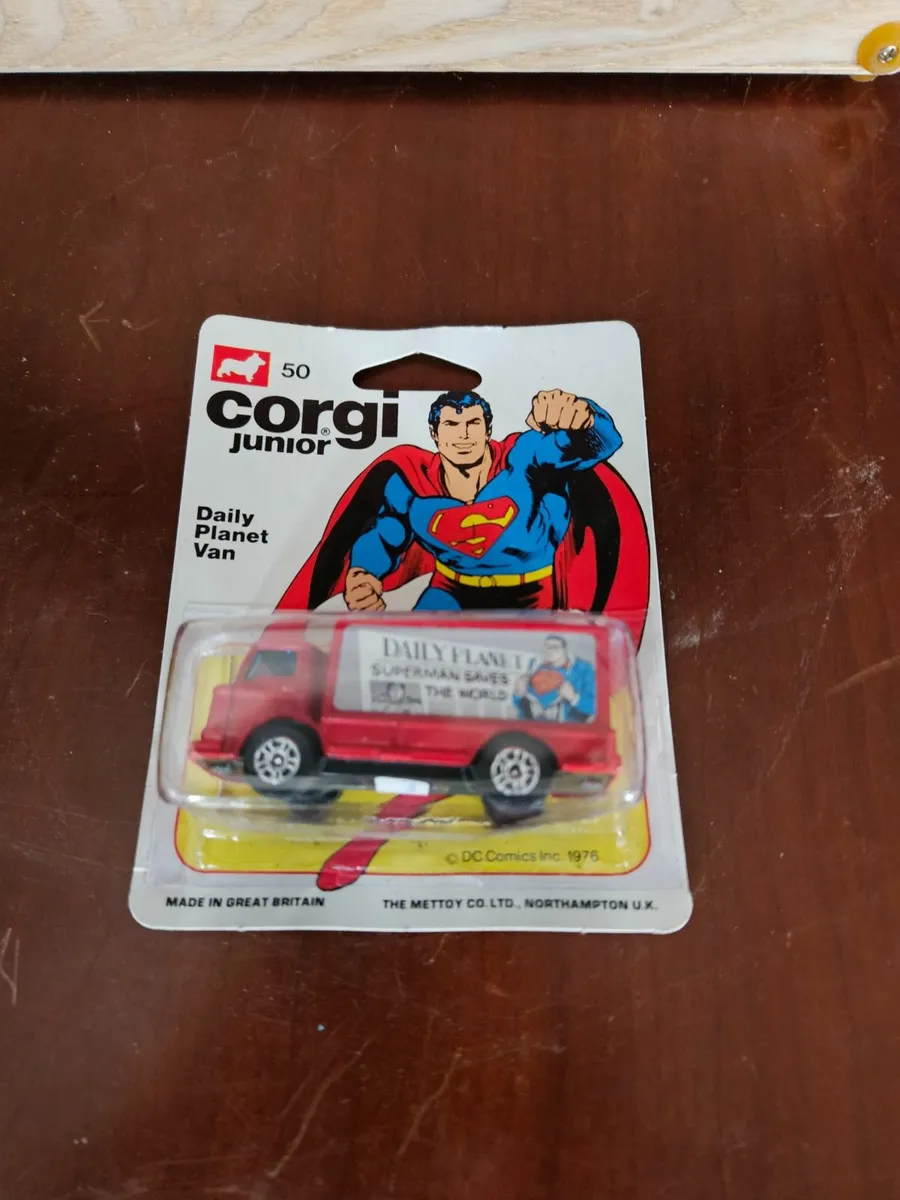 50
corgi®
junior
Daily
Planet
Van
DAILY PLANET
SUPERMAN SAVES
THE WORLD
© DC Comics Inc. 1976
MADE IN GREAT BRITAIN
THE METTOY CO. LTD., NORTHAMPTON U.K.